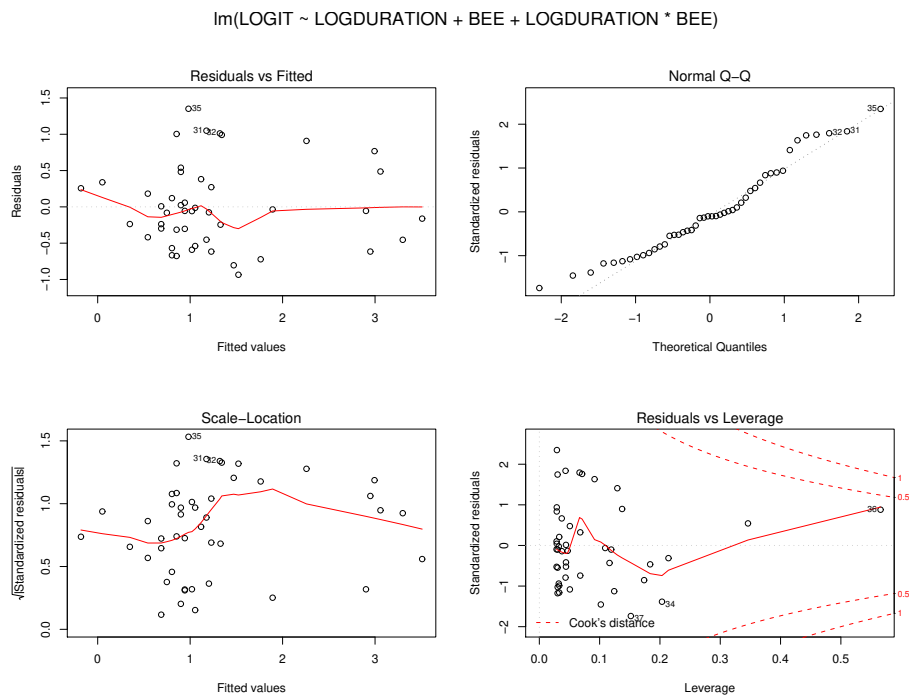 lm(LOGIT ~ LOGDURATION + BEE + LOGDURATION * BEE)
Residuals vs Fitted
Residuals
1.5
1.0
0.5
0.0
−0.5
−1.0
35
31
32
0 1 2 3
Fitted values
Normal Q−Q
Standardized residuals
2
1
0
−1
35
32
31
−2 −1 0 1 2
Theoretical Quantiles
Scale−Location
√|Standardized residuals|
1.5
1.0
0.5
0.0
35
31
32
0 1 2 3
Fitted values
Residuals vs Leverage
Standardized residuals
2
1
0
−1
−2
1
0.5
0.5
1
38
34
37
Cook's distance
0.0 0.1 0.2 0.3 0.4 0.5
Leverage